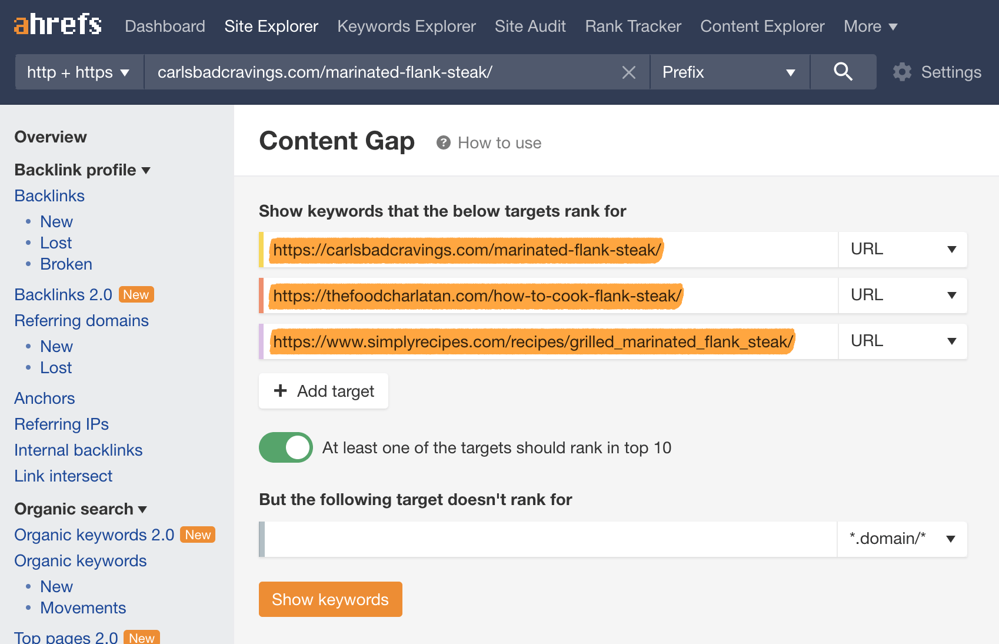 ahrefs Dashboard Site Explorer Keywords Explorer Site Audit Rank Tracker Content Explorer More
http + https carlsbadcravings.com/marinated-flank-steak/ Prefix Settings
Overview
Backlink profile
Backlinks
New
Lost
Broken
Backlinks 2.0 New
Referring domains
New
Lost
Anchors
Referring IPs
Internal backlinks
Link intersect
Organic search
Organic keywords 2.0 New
Organic keywords
New
Movements
Top pages 2.0 New
Content Gap ? How to use
Show keywords that the below targets rank for
https://carlsbadcravings.com/marinated-flank-steak/ URL
https://thefoodcharlatan.com/how-to-cook-flank-steak/ URL
https://www.simplyrecipes.com/recipes/grilled_marinated_flank_steak/ URL
+ Add target
At least one of the targets should rank in top 10
But the following target doesn't rank for
*.domain/*
Show keywords